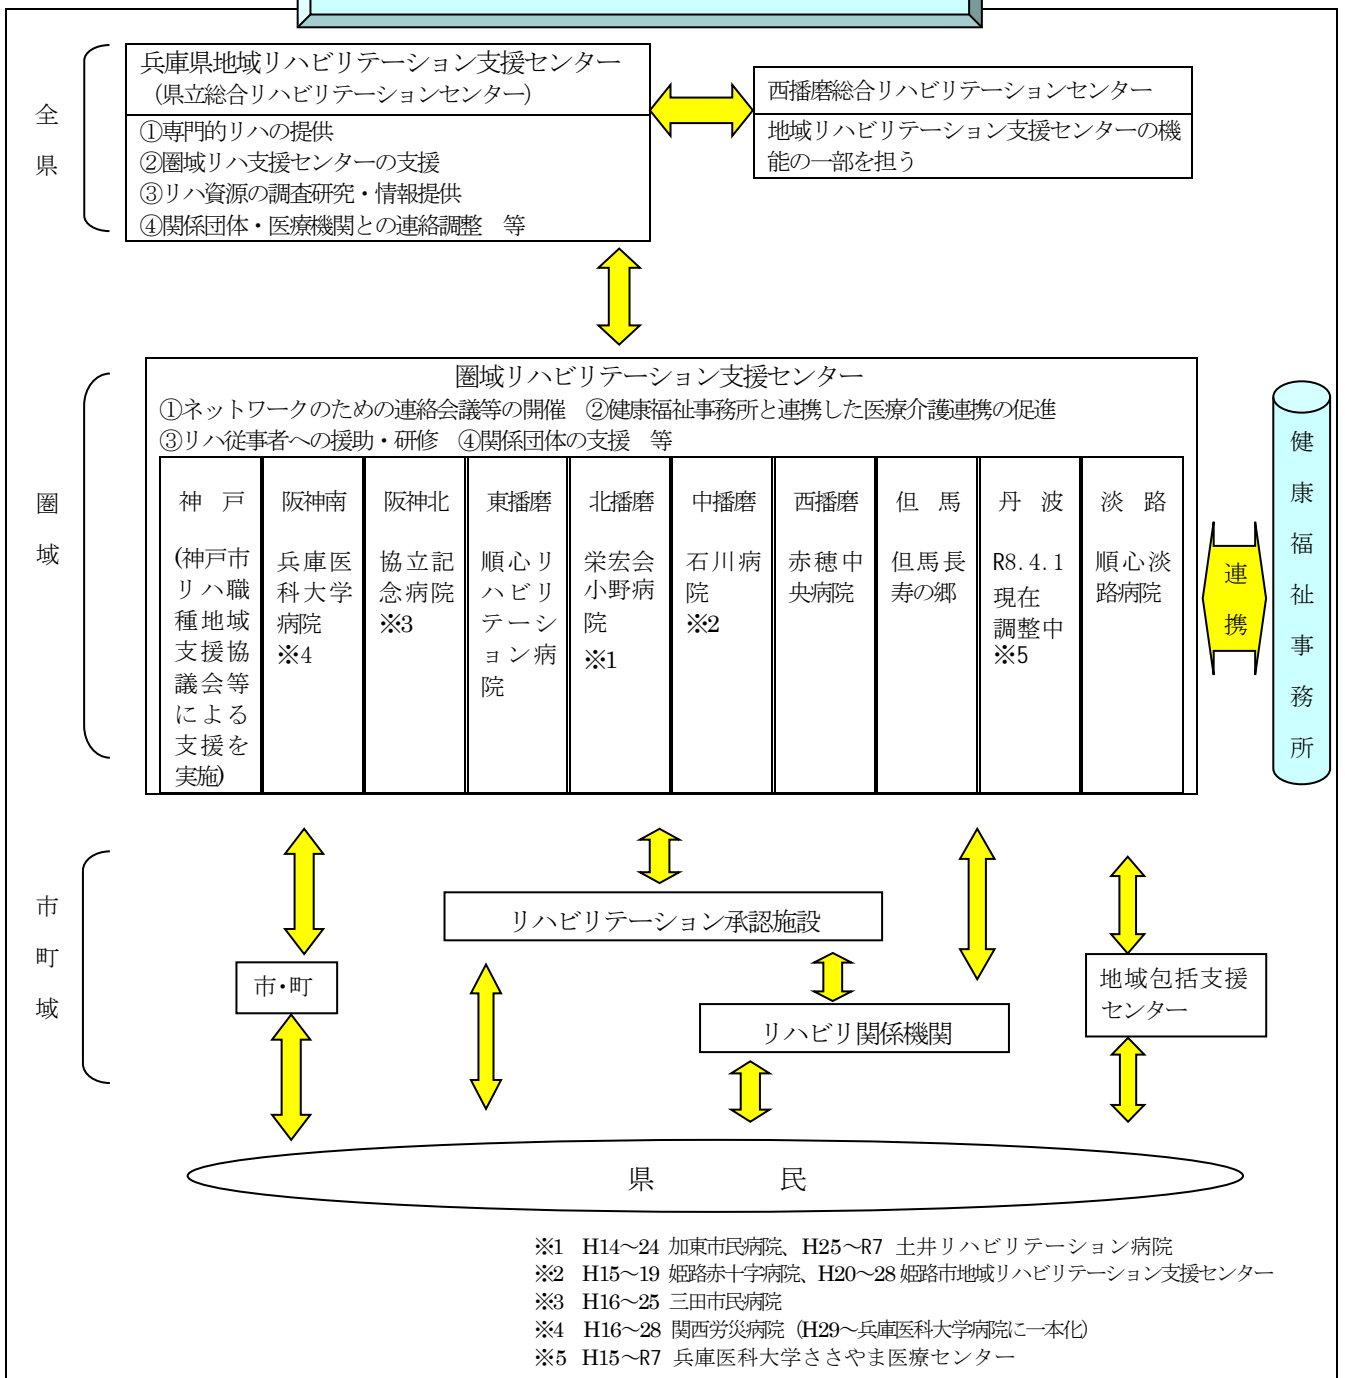 全県
兵庫県地域リハビリテーション支援センター
（県立総合リハビリテーションセンター）
①専門的リハの提供
②圏域リハ支援センターの支援
③リハ資源の調査研究・情報提供
④関係団体・医療機関との連絡調整　等
西播磨総合リハビリテーションセンター
地域リハビリテーション支援センターの機
能の一部を担う
圏域
圏域リハビリテーション支援センター
①ネットワークのための連絡会議等の開催　②健康福祉事務所と連携した医療介護連携の促進
③リハ従事者への援助・研修　④関係団体の支援　等
神　戸
(神戸市
リハ職
種地域
支援協
議会等
による
支援を
実施)
阪神南
兵庫医
科大学
病院
※4
阪神北
協立記
念病院
※3
東播磨
順心リ
ハビリ
テーシ
ョン病
院
北播磨
栄宏会
小野病
院
※1
中播磨
石川病
院
※2
西播磨
赤穂中
央病院
但　馬
但馬長
寿の郷
丹　波
R8.4.1
現在
調整中
※5
淡　路
順心淡
路病院
連携
健康福祉事務所
市町域
リハビリテーション承認施設
市・町
地域包括支援
センター
リハビリ関係機関
県　　　　民
※1　H14～24 加東市民病院、H25～R7 土井リハビリテーション病院
※2　H15～19 姫路赤十字病院、H20～28 姫路市地域リハビリテーション支援センター
※3　H16～25 三田市民病院
※4　H16～28 関西労災病院（H29～兵庫医科大学病院に一本化）
※5　H15～R7 兵庫医科大学ささやま医療センター